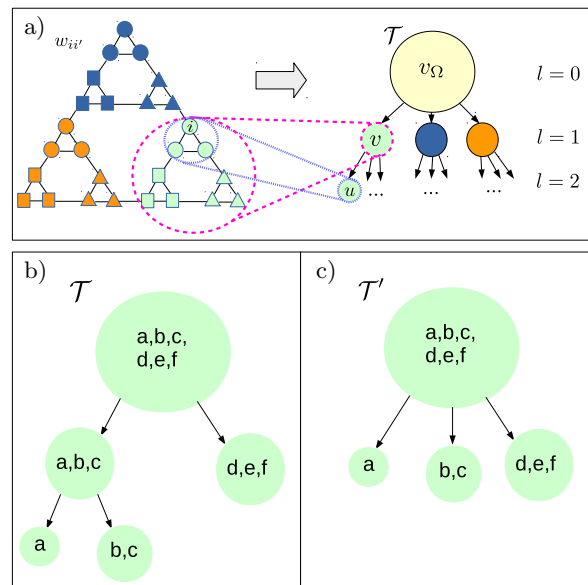 a)
w_{ii'}
i
𝒯
v_Ω
l = 0
v
l = 1
u
...
...
...
l = 2
b)
𝒯
a,b,c,
d,e,f
a,b,c
d,e,f
a
b,c
c)
𝒯'
a,b,c,
d,e,f
a
b,c
d,e,f